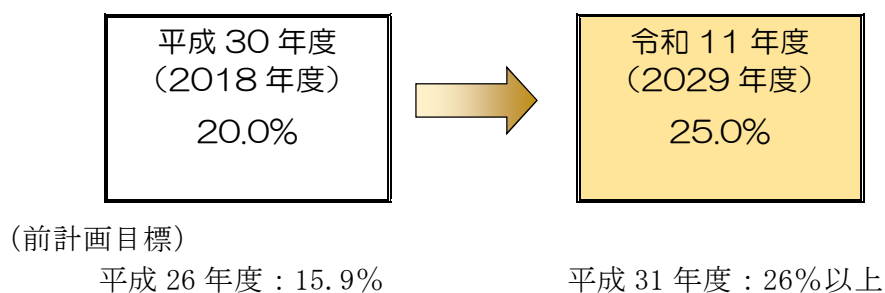 平成 30 年度
（2018 年度）
20.0%
令和 11 年度
（2029 年度）
25.0%
(前計画目標)
平成 26 年度：15.9%
平成 31 年度：26%以上